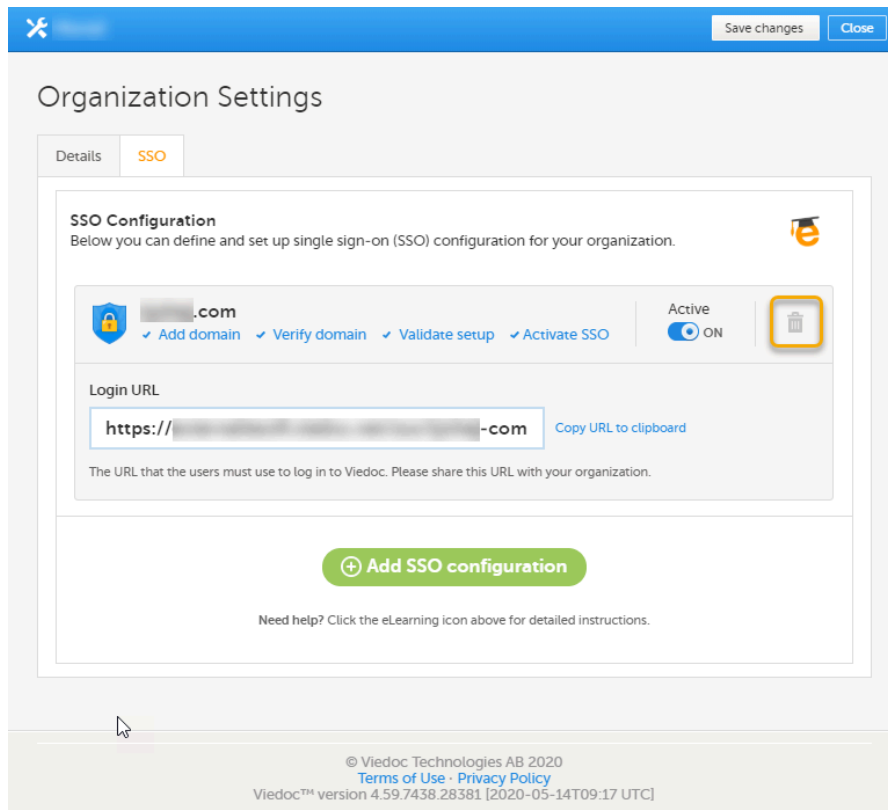 Save changes
Close
Organization Settings
Details
SSO
SSO Configuration
Below you can define and set up single sign-on (SSO) configuration for your organization.
.com
✓ Add domain ✓ Verify domain ✓ Validate setup ✓ Activate SSO
Active
ON
Login URL
https:// -com
Copy URL to clipboard
The URL that the users must use to log in to Viedoc. Please share this URL with your organization.
Add SSO configuration
Need help? Click the eLearning icon above for detailed instructions.
© Viedoc Technologies AB 2020
Terms of Use · Privacy Policy
Viedoc™ version 4.59.7438.28381 [2020-05-14T09:17 UTC]